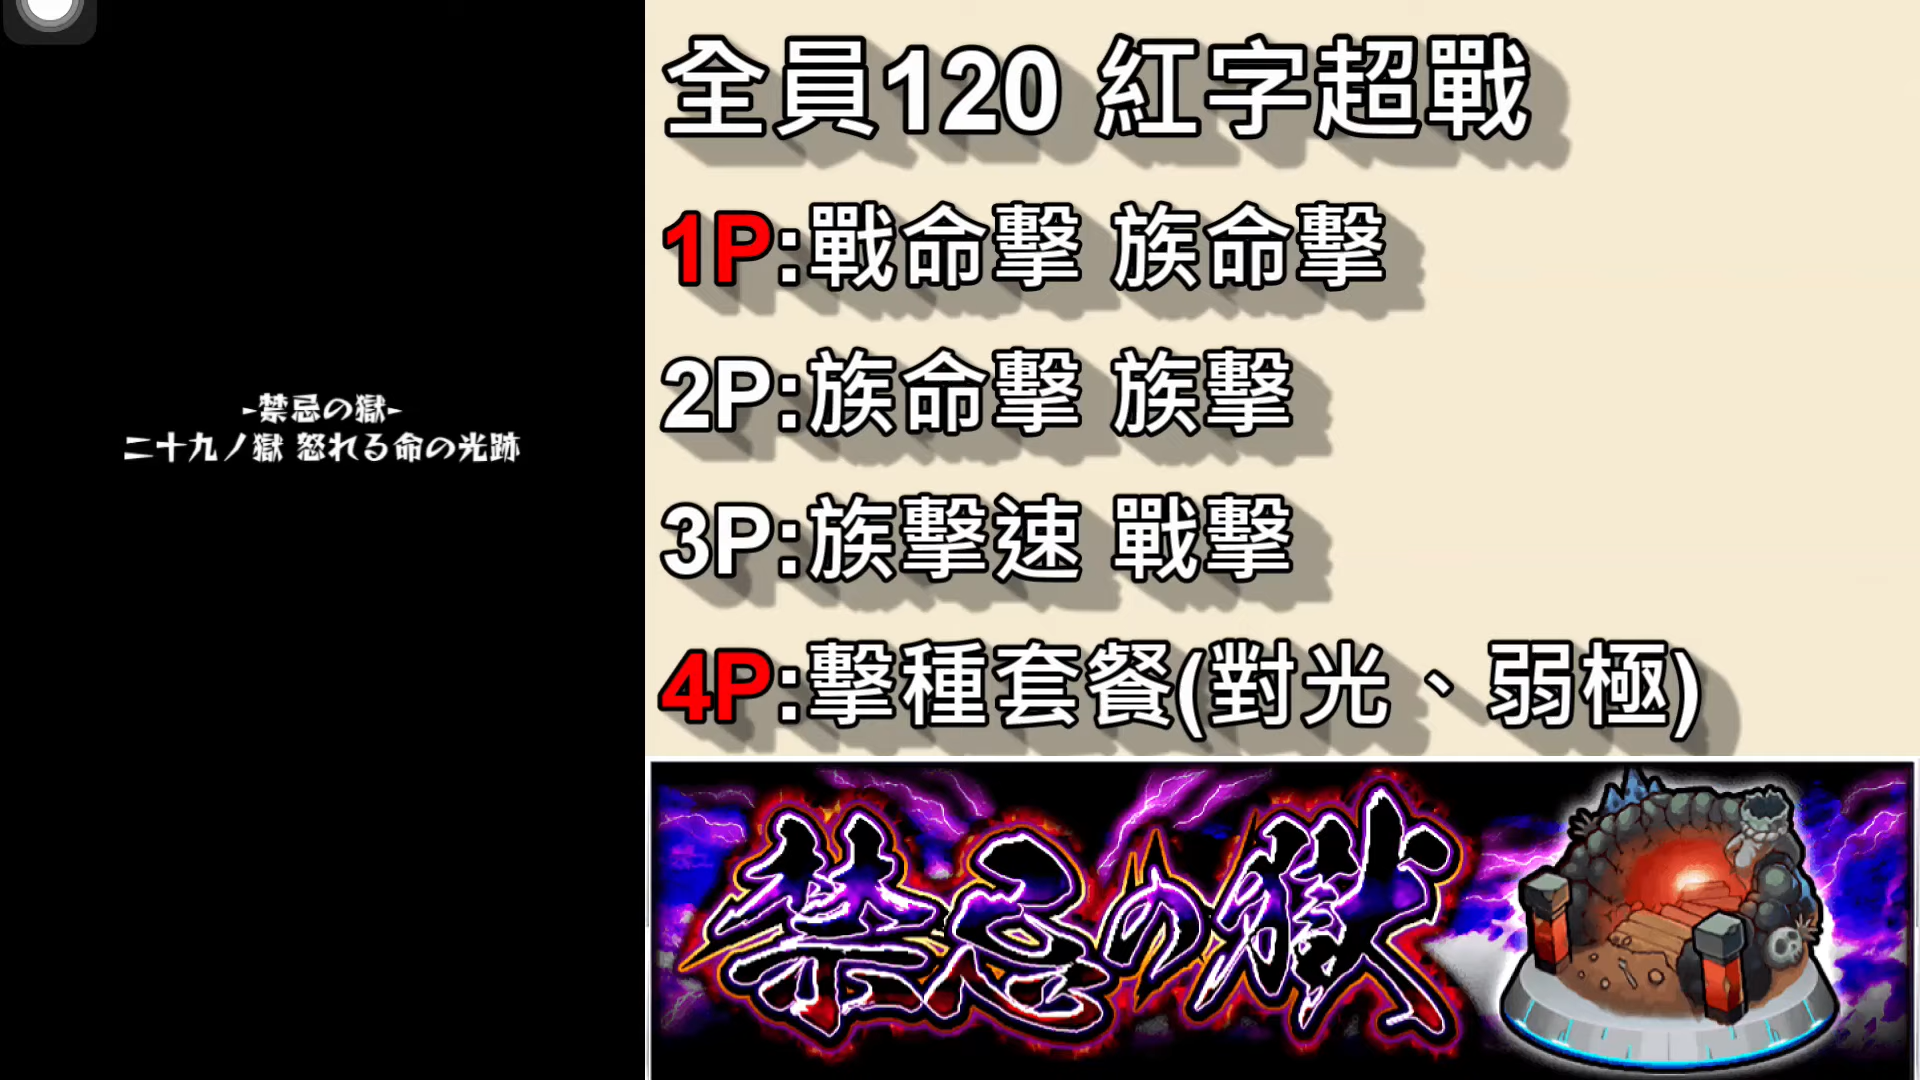 -禁忌の獄-
二十九ノ獄 怒れる命の光跡
全員120 紅字超戰
1P:戰命擊 族命擊
2P:族命擊 族擊
3P:族擊速 戰擊
4P:擊種套餐(對光、弱極)
禁忌の獄